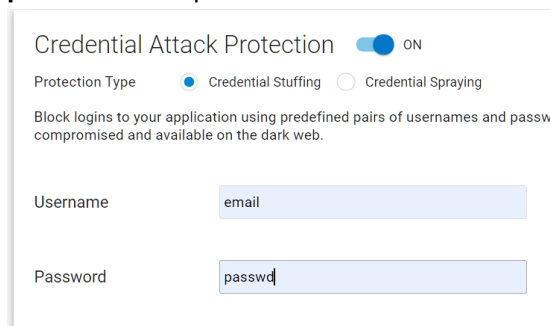 Credential Attack Protection ON
Protection Type Credential Stuffing Credential Spraying
Block logins to your application using predefined pairs of usernames and
compromised and available on the dark web.
Username email
Password passwd